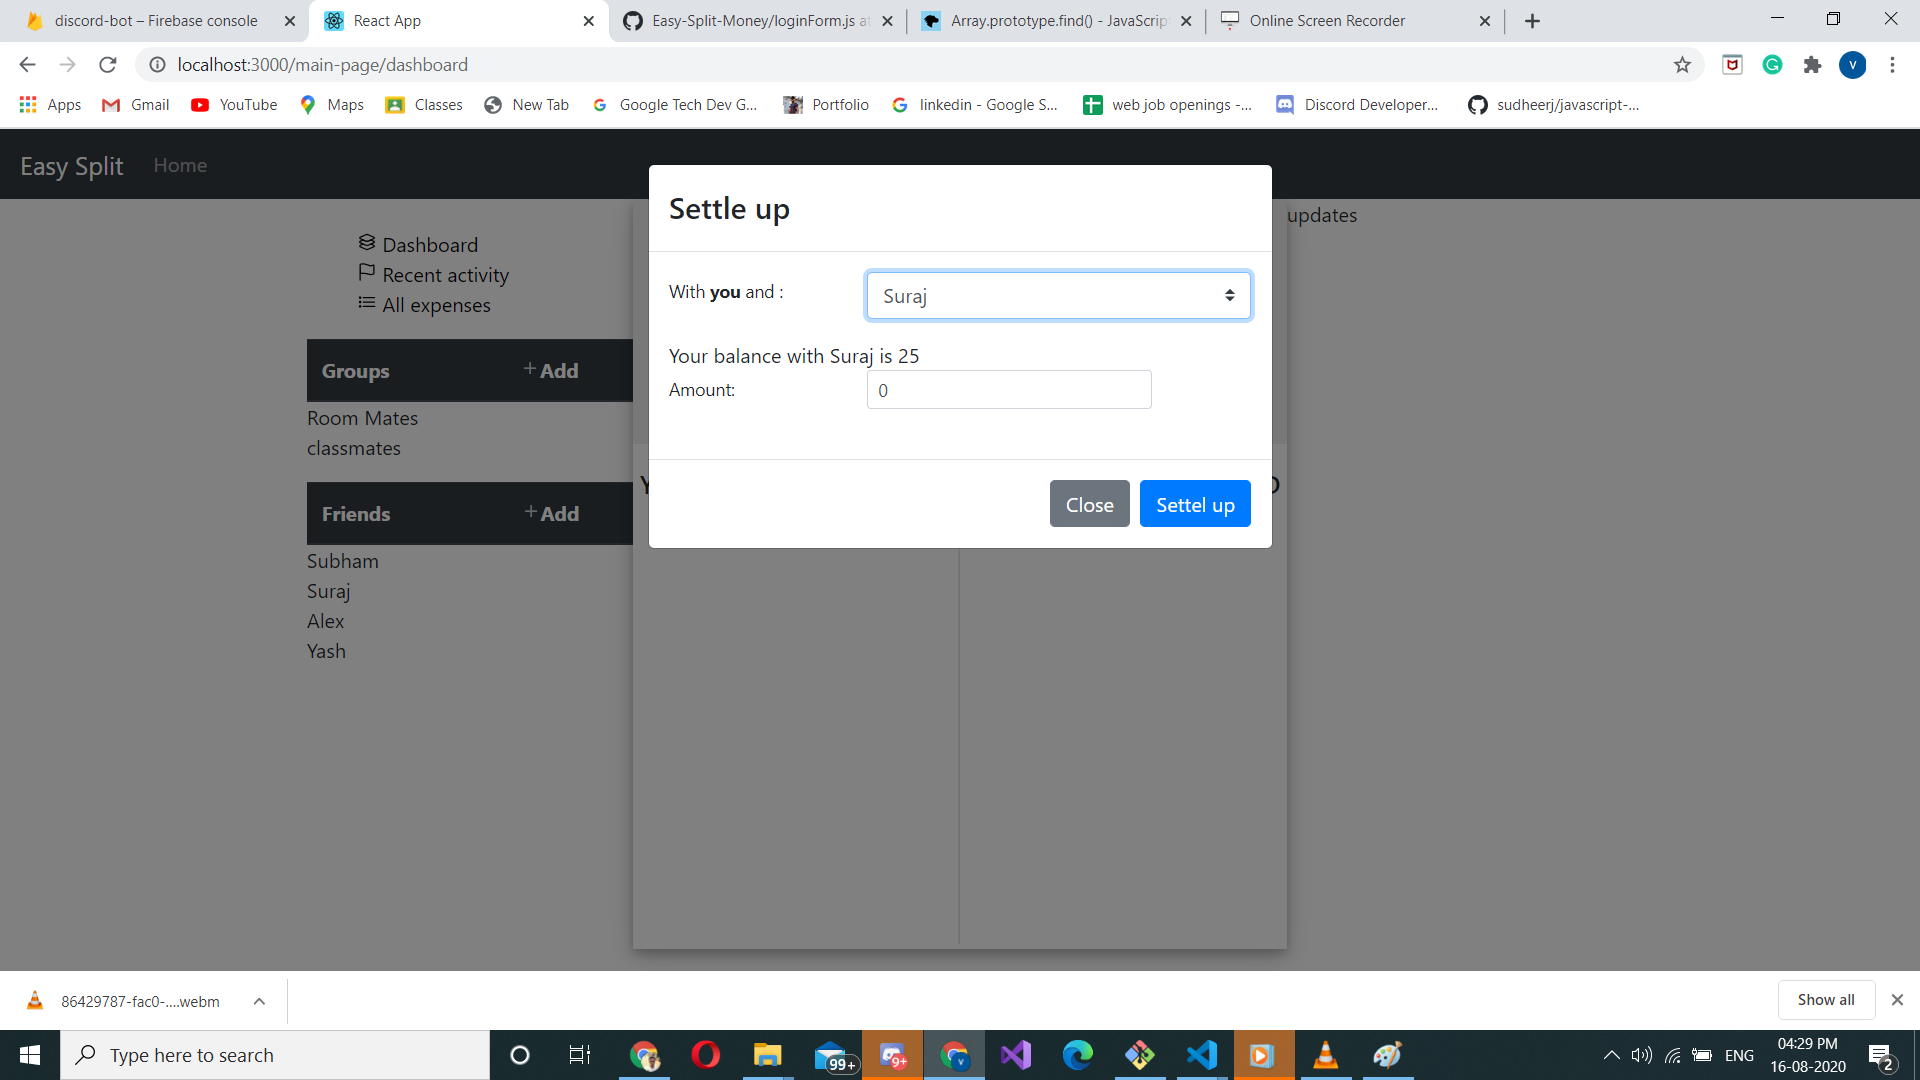 discord-bot – Firebase console
React App
Easy-Split-Money/loginForm.js at
Array.prototype.find() - JavaScrip
Online Screen Recorder
localhost:3000/main-page/dashboard
V
Apps
Gmail
YouTube
Maps
Classes
New Tab
Google Tech Dev G...
Portfolio
linkedin - Google S...
web job openings -...
Discord Developer...
sudheerj/javascript-...
Easy Split
Home
Settle up
updates
Dashboard
Recent activity
All expenses
With you and :
Suraj
Your balance with Suraj is 25
Amount:
0
Groups
+ Add
Room Mates
classmates
Close
Settel up
Friends
+ Add
Subham
Suraj
Alex
Yash
86429787-fac0-....webm
Show all
Type here to search
99+
9+
V
ENG
04:29 PM
16-08-2020
2